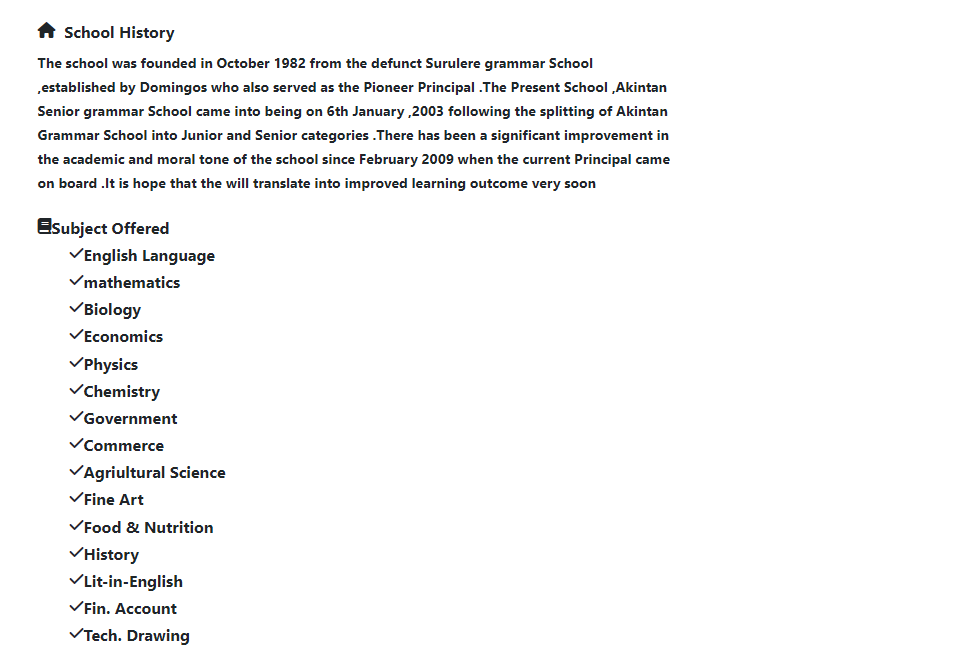 School History
The school was founded in October 1982 from the defunct Surulere grammar School
,established by Domingos who also served as the Pioneer Principal .The Present School ,Akintan
Senior grammar School came into being on 6th January ,2003 following the splitting of Akintan
Grammar School into Junior and Senior categories .There has been a significant improvement in
the academic and moral tone of the school since February 2009 when the current Principal came
on board .It is hope that the will translate into improved learning outcome very soon
Subject Offered
English Language
mathematics
Biology
Economics
Physics
Chemistry
Government
Commerce
Agriultural Science
Fine Art
Food & Nutrition
History
Lit-in-English
Fin. Account
Tech. Drawing